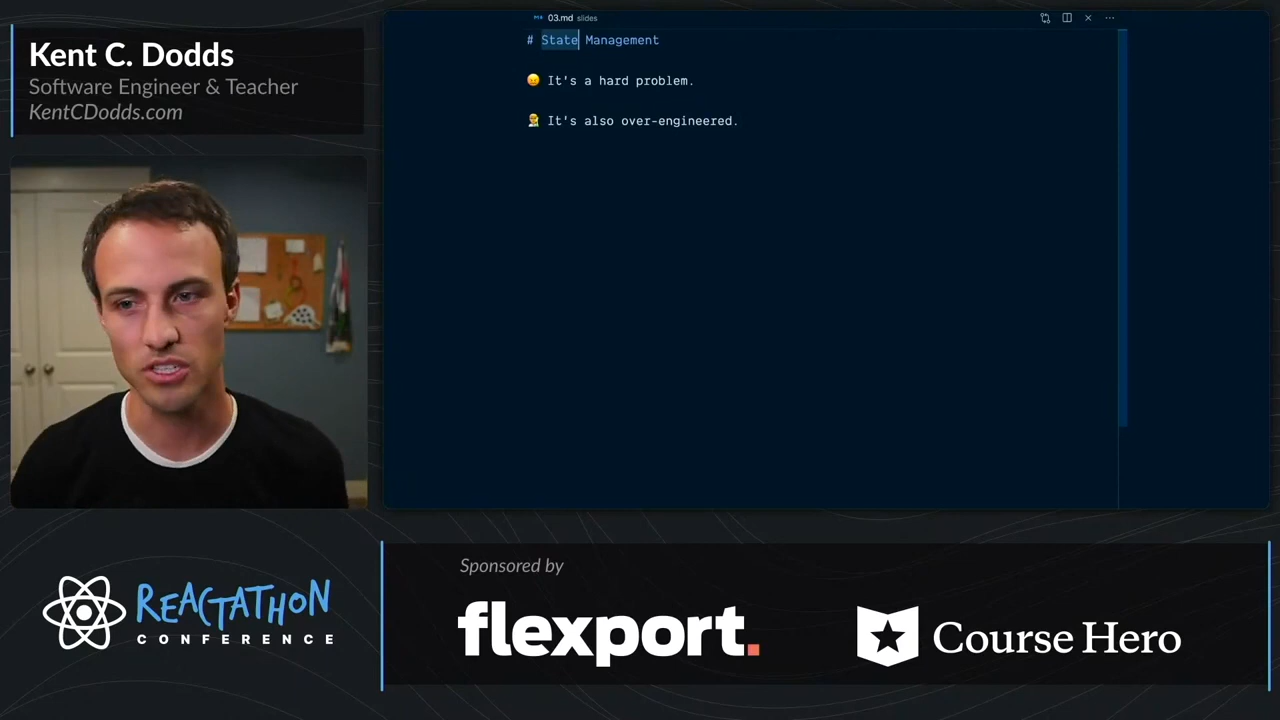 Kent C. Dodds
Software Engineer & Teacher
KentCDodds.com
03.md slides
# State Management
😠 It's a hard problem.
👨‍🔬 It's also over-engineered.
REACTATHON
CONFERENCE
Sponsored by
flexport.
Course Hero